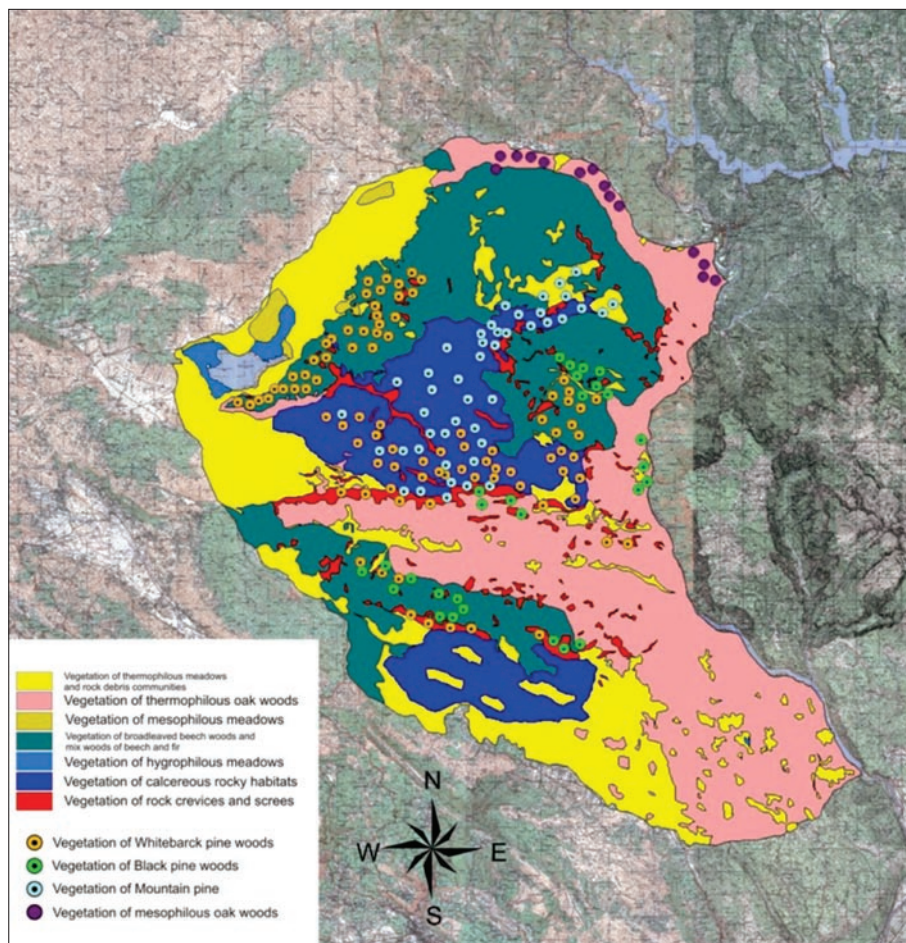 Vegetation of thermophilous meadows
and rock debris communities
Vegetation of thermophilous oak woods
Vegetation of mesophilous meadows
Vegetation of broadleaved beech woods and
mix woods of beech and fir
Vegetation of hygrophilous meadows
Vegetation of calcereous rocky habitats
Vegetation of rock crevices and screes
Vegetation of Whitebarck pine woods
Vegetation of Black pine woods
Vegetation of Mountain pine
Vegetation of mesophilous oak woods
N
W
E
S